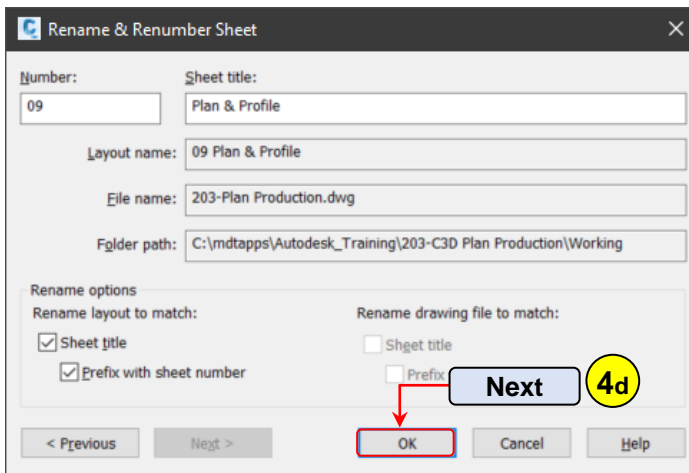 Rename & Renumber Sheet
Number: Sheet title:
09 Plan & Profile
Layout name: 09 Plan & Profile
File name: 203-Plan Production.dwg
Folder path: C:\mdtapps\Autodesk_Training\203-C3D Plan Production\Working
Rename options
Rename layout to match: Rename drawing file to match:
Sheet title Sheet title
Prefix with sheet number Prefix
Next 4d
< Previous Next > OK Cancel Help